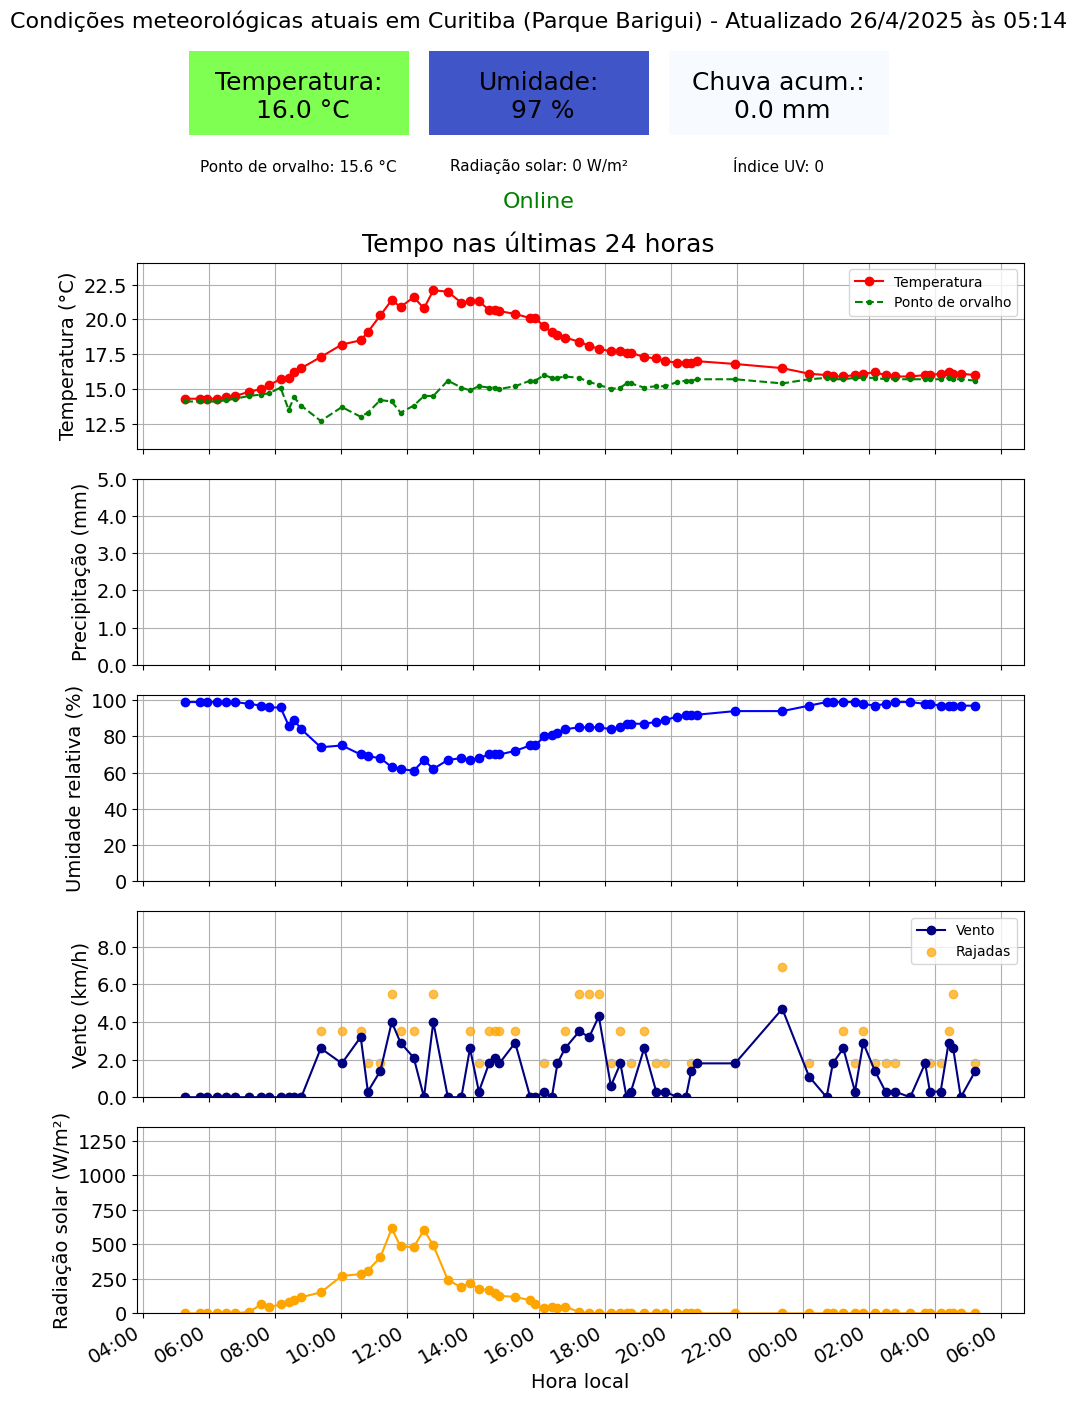 Condições meteorológicas atuais em Curitiba (Parque Barigui) - Atualizado 26/4/2025 às 05:14
Temperatura:
16.0 °C
Umidade:
97 %
Chuva acum.:
0.0 mm
Ponto de orvalho: 15.6 °C
Radiação solar: 0 W/m²
Índice UV: 0
Online
Tempo nas últimas 24 horas
Temperatura (°C)
22.5
20.0
17.5
15.0
12.5
Temperatura
Ponto de orvalho
Precipitação (mm)
5.0
4.0
3.0
2.0
1.0
0.0
Umidade relativa (%)
100
80
60
40
20
0
Vento (km/h)
8.0
6.0
4.0
2.0
0.0
Vento
Rajadas
Radiação solar (W/m²)
1250
1000
750
500
250
0
04:00
06:00
08:00
10:00
12:00
14:00
16:00
18:00
20:00
22:00
00:00
02:00
04:00
06:00
Hora local